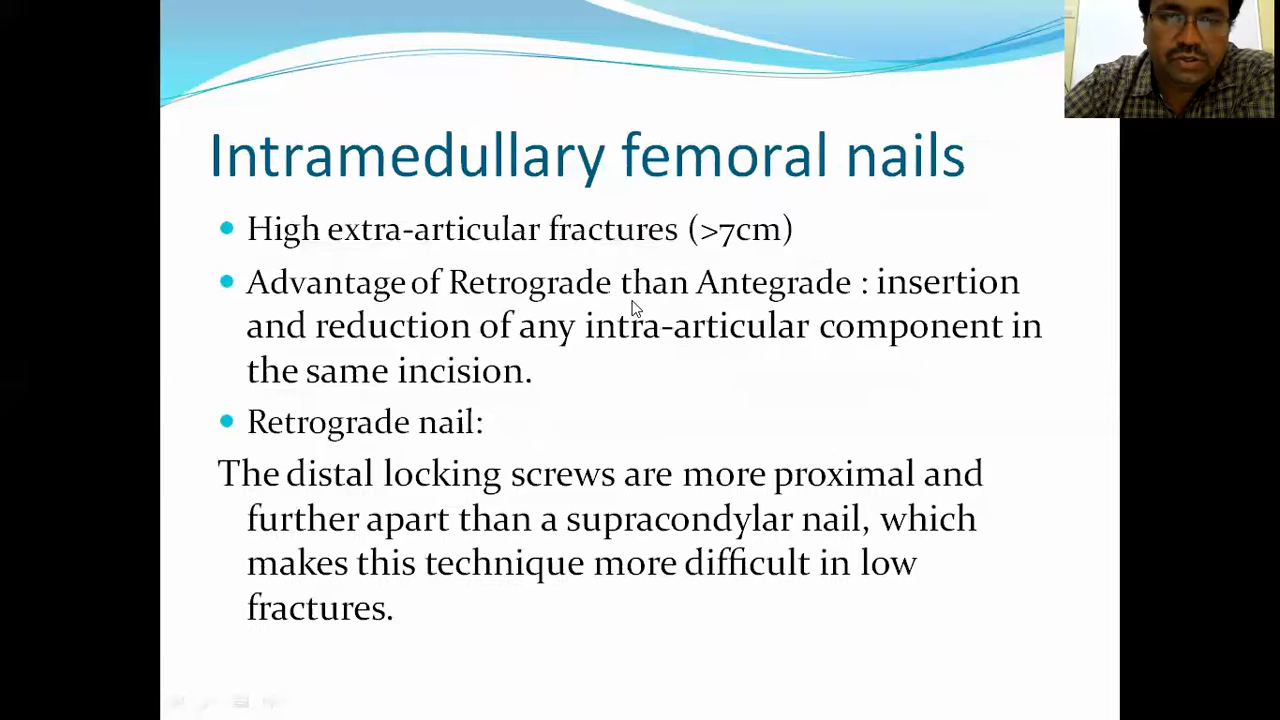 Intramedullary femoral nails
High extra-articular fractures (>7cm)
Advantage of Retrograde than Antegrade : insertion
and reduction of any intra-articular component in
the same incision.
Retrograde nail:
The distal locking screws are more proximal and
further apart than a supracondylar nail, which
makes this technique more difficult in low
fractures.